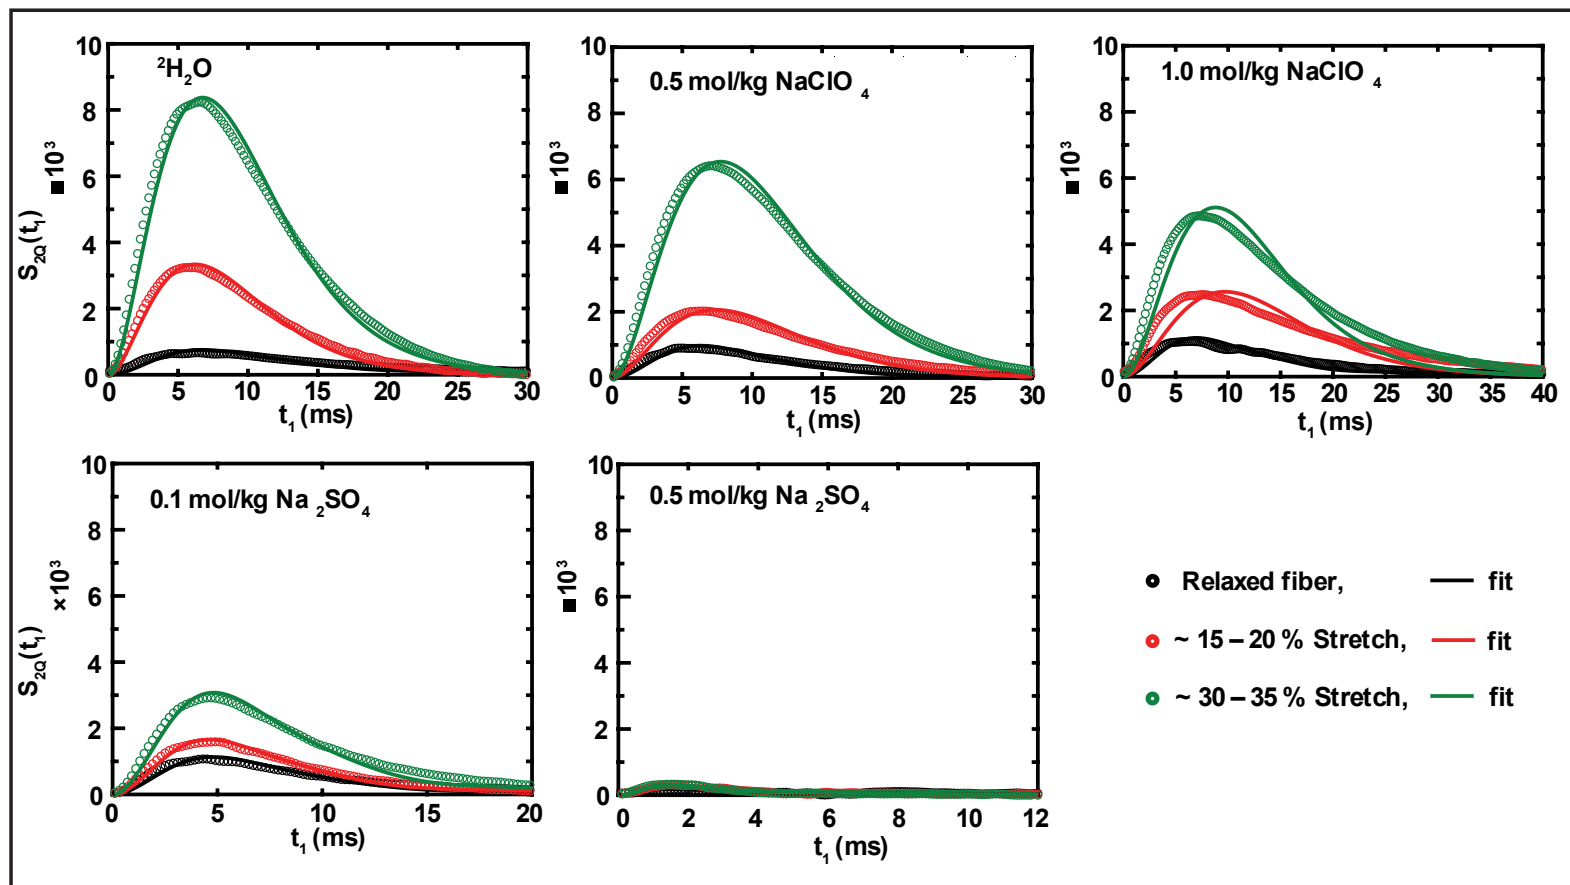 ²H₂O
S₂Q(t₁)
■10³
10
8
6
4
2
0
0 5 10 15 20 25 30
t₁ (ms)
0.5 mol/kg NaClO ₄
■10³
10
8
6
4
2
0
0 5 10 15 20 25 30
t₁ (ms)
1.0 mol/kg NaClO ₄
■10³
10
8
6
4
2
0
0 5 10 15 20 25 30 35 40
t₁ (ms)
0.1 mol/kg Na ₂SO₄
S₂Q(t₁)
×10³
10
8
6
4
2
0
0 5 10 15 20
t₁ (ms)
0.5 mol/kg Na ₂SO₄
■10³
10
8
6
4
2
0
0 2 4 6 8 10 12
t₁ (ms)
Relaxed fiber, fit
~ 15 – 20 % Stretch, fit
~ 30 – 35 % Stretch, fit